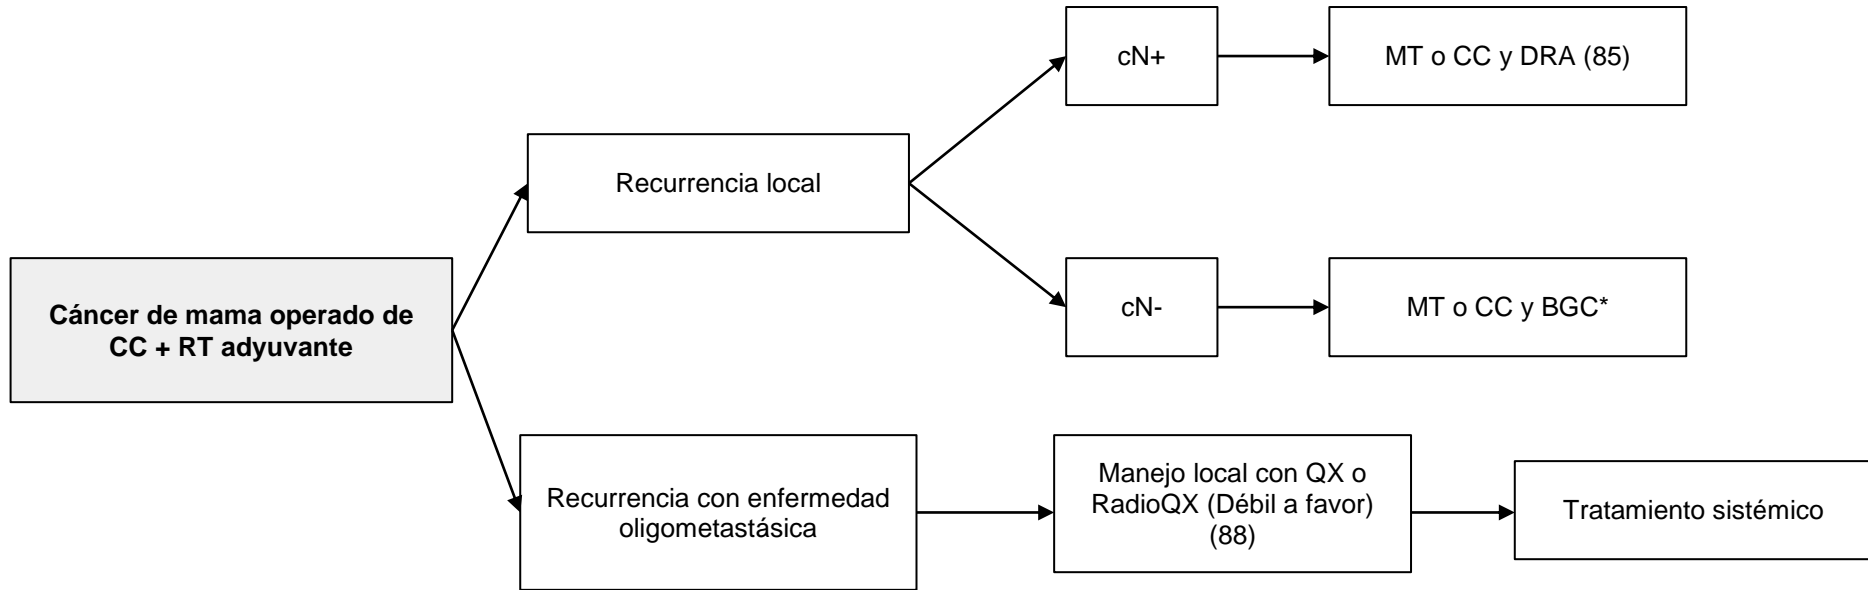 cN+
MT o CC y DRA (85)
Recurrencia local
cN-
MT o CC y BGC*
Cáncer de mama operado de
CC + RT adyuvante
Recurrencia con enfermedad
oligometastásica
Manejo local con QX o
RadioQX (Débil a favor)
(88)
Tratamiento sistémico